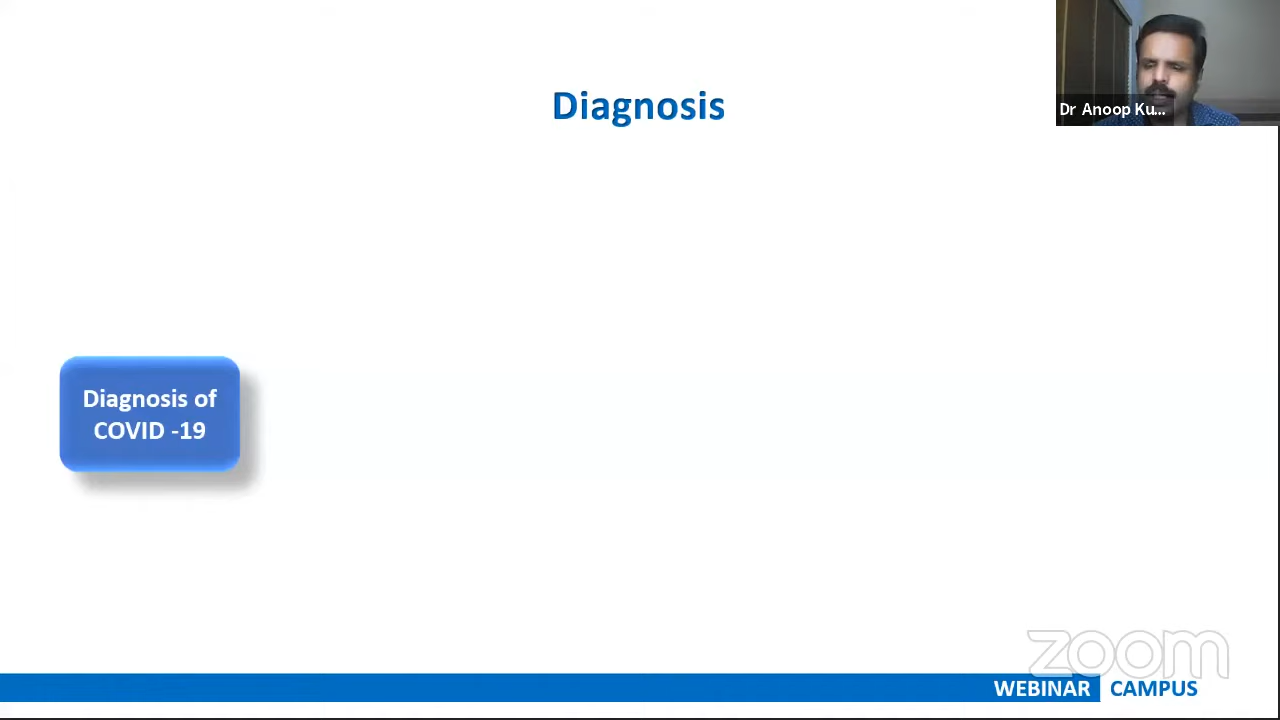 Diagnosis
Dr Anoop Ku...
Diagnosis of
COVID -19
zoom
WEBINAR CAMPUS